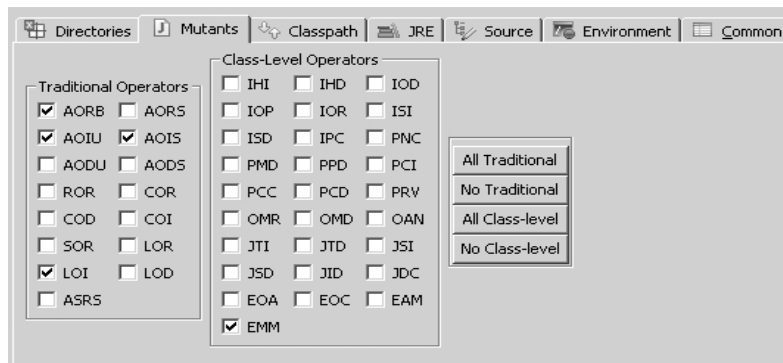 Directories Mutants Classpath JRE Source Environment Common
Traditional Operators
AORB AORS
AOIU AOIS
AODU AODS
ROR COR
COD COI
SOR LOR
LOI LOD
ASRS
Class-Level Operators
IHI IHD IOD
IOP IOR ISI
ISD IPC PNC
PMD PPD PCI
PCC PCD PRV
OMR OMD OAN
JTI JTD JSI
JSD JID JDC
EOA EOC EAM
EMM
All Traditional
No Traditional
All Class-level
No Class-level